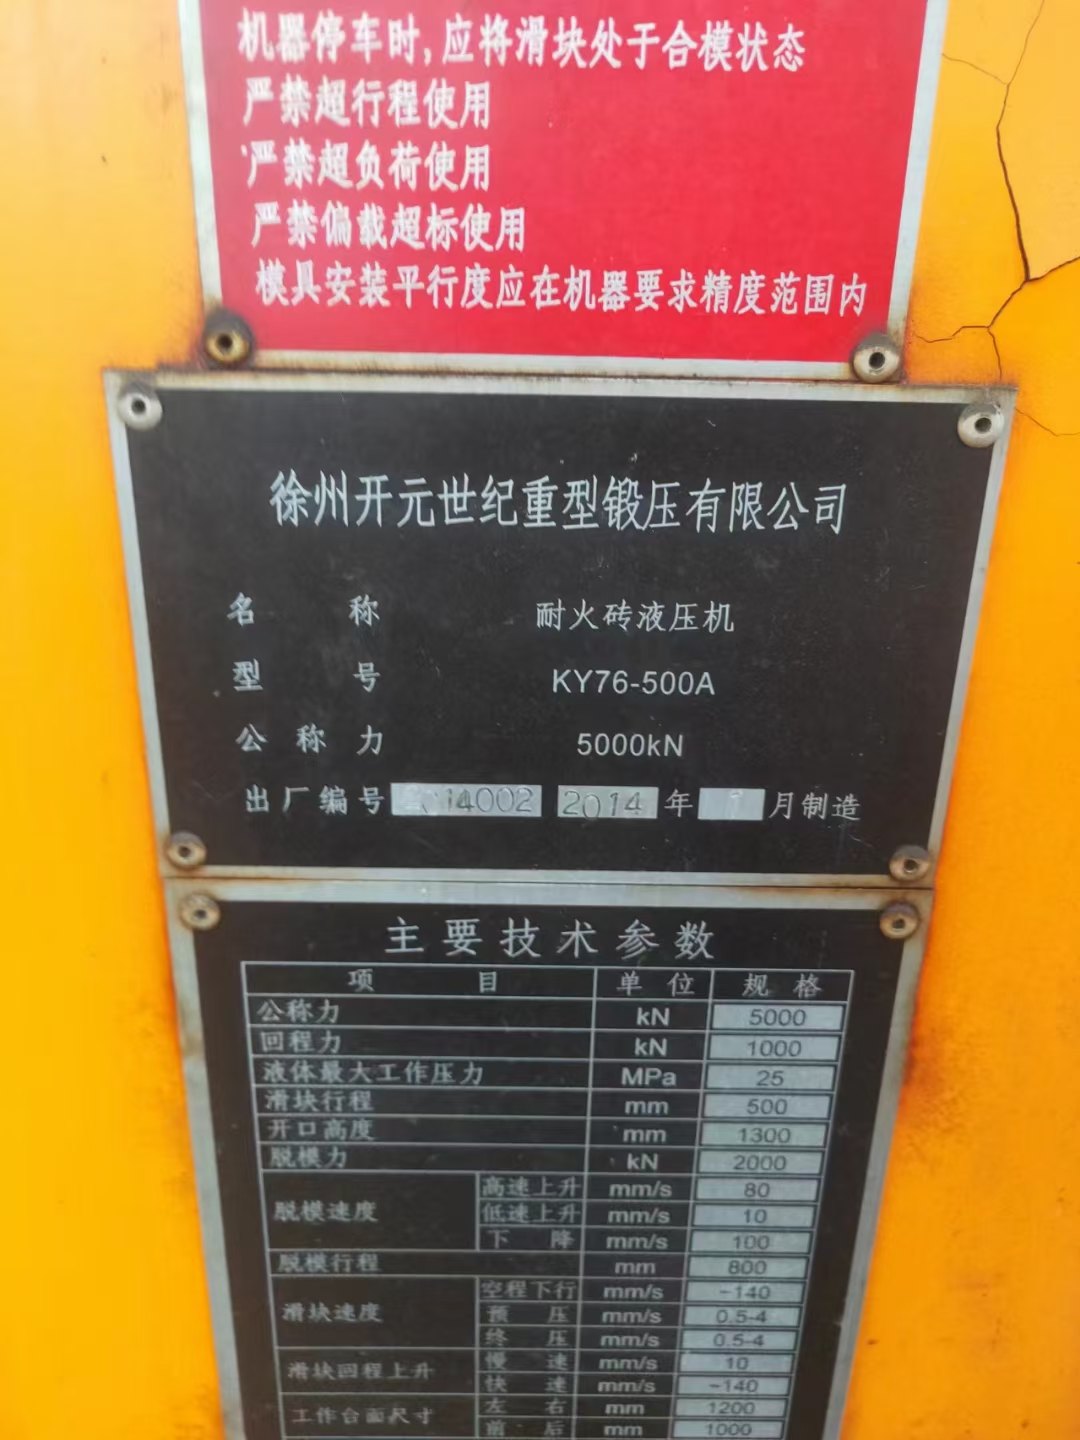 机器停车时,应将滑块处于合模状态
严禁超行程使用
严禁超负荷使用
严禁偏载超标使用
模具安装平行度应在机器要求精度范围内
徐州开元世纪重型锻压有限公司
名 称 耐火砖液压机
型 号 KY76-500A
公 称 力 5000kN
出厂编号 14002 2014 年 月制造
主要技术参数
项 目 单 位 规 格
公称力 kN 5000
回程力 kN 1000
液体最大工作压力 MPa 25
滑块行程 mm 500
开口高度 mm 1300
脱模力 kN 2000
脱模速度 高速上升 mm/s 80
低速上升 mm/s 10
下 降 mm/s 100
脱模行程 mm 800
滑块速度 空程下行 mm/s ~140
预 压 mm/s 0.5-4
终 压 mm/s 0.5-4
滑块回程上升 慢 速 mm/s 10
快 速 mm/s ~140
工作台面尺寸 左 右 mm 1200
前 后 mm 1000